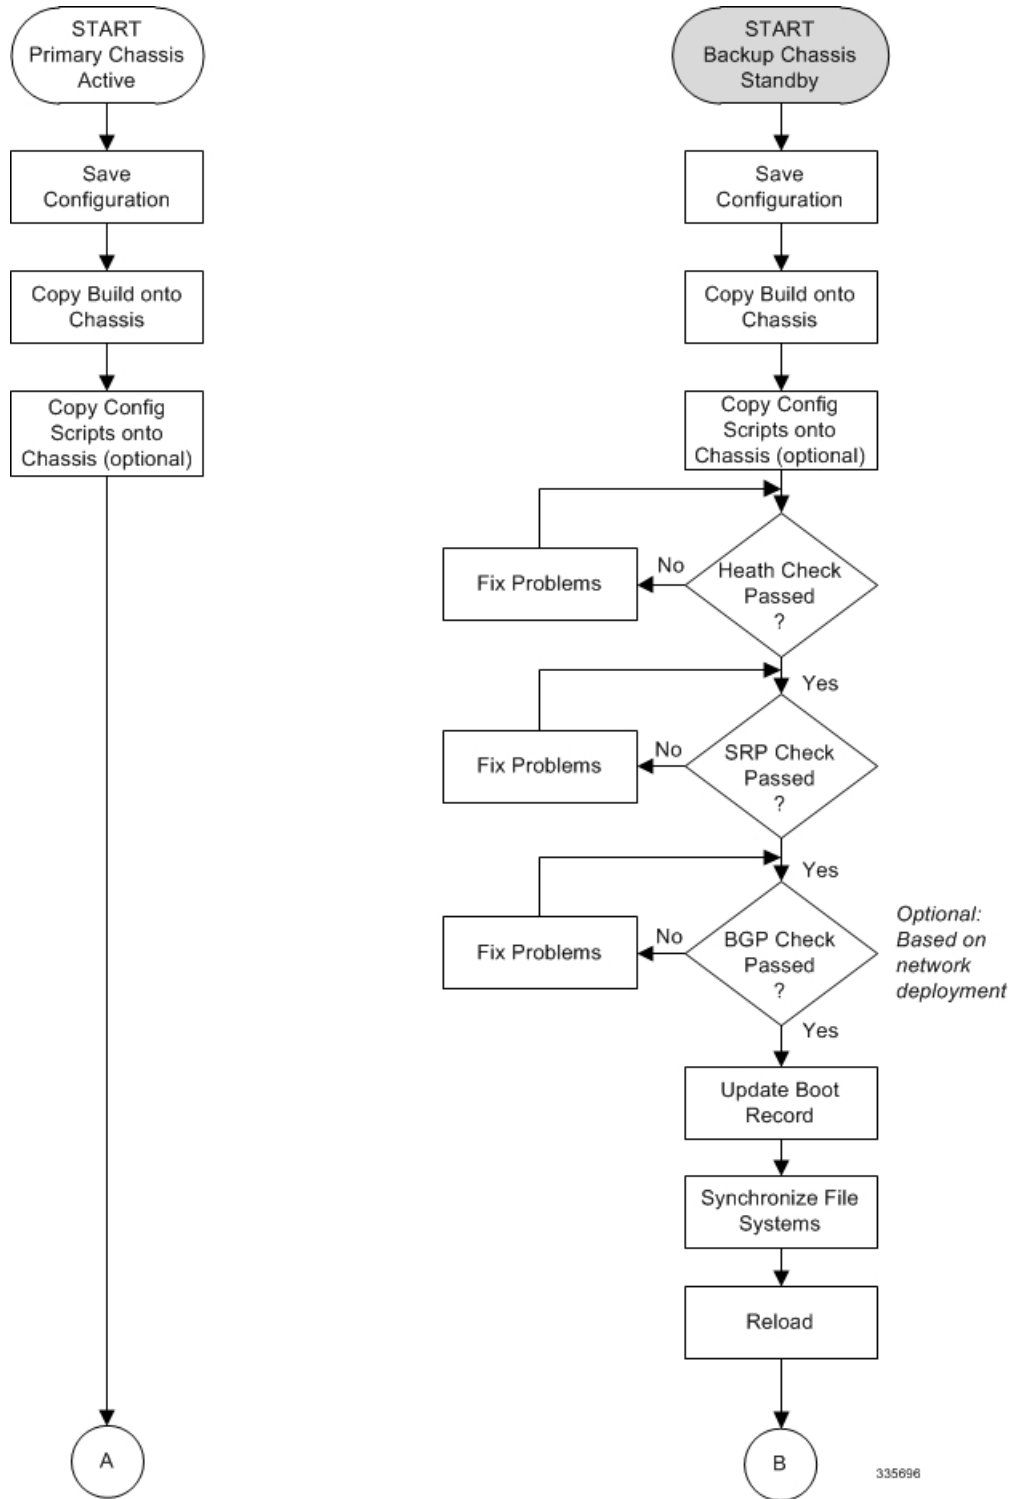 START
Primary Chassis
Active
Save
Configuration
Copy Build onto
Chassis
Copy Config
Scripts onto
Chassis (optional)
A
START
Backup Chassis
Standby
Save
Configuration
Copy Build onto
Chassis
Copy Config
Scripts onto
Chassis (optional)
Heath Check
Passed
?
No
Fix Problems
Yes
SRP Check
Passed
?
No
Fix Problems
Yes
BGP Check
Passed
?
No
Fix Problems
Optional:
Based on
network
deployment
Yes
Update Boot
Record
Synchronize File
Systems
Reload
B
335696